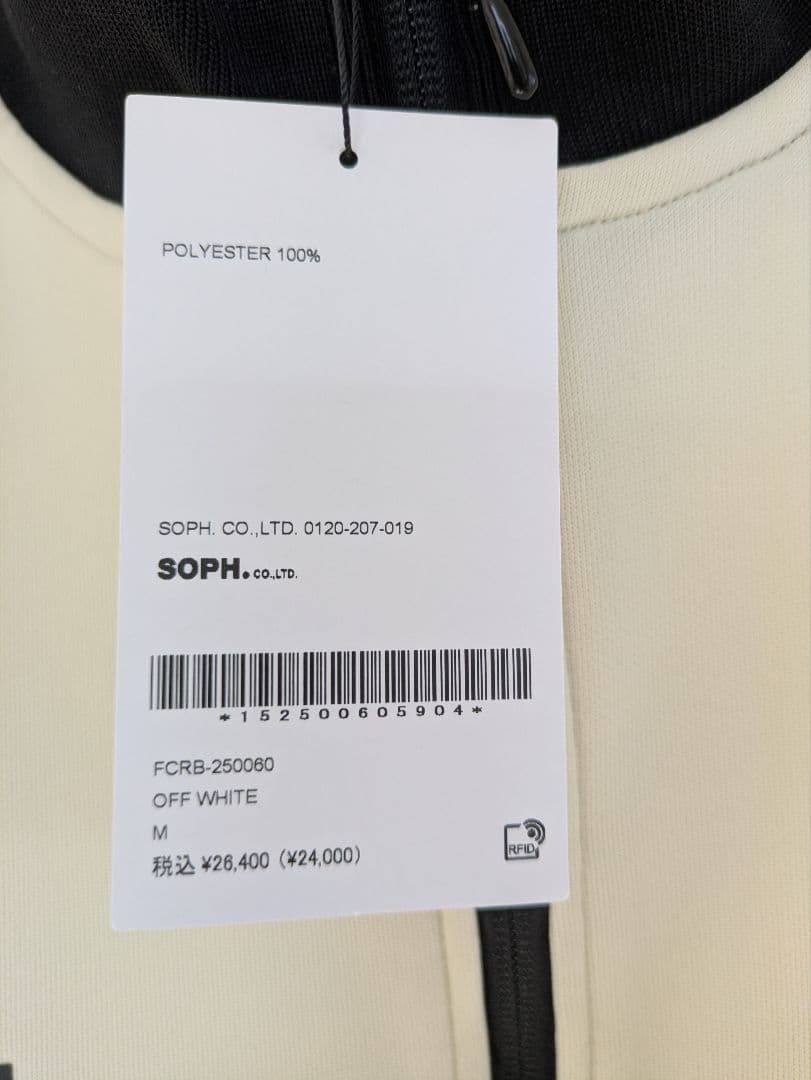 POLYESTER 100%
SOPH. CO.,LTD. 0120-207-019
SOPH. CO.,LTD.
*152500605904*
FCRB-250060
OFF WHITE
M
税込 ¥26,400 (¥24,000)
RFID